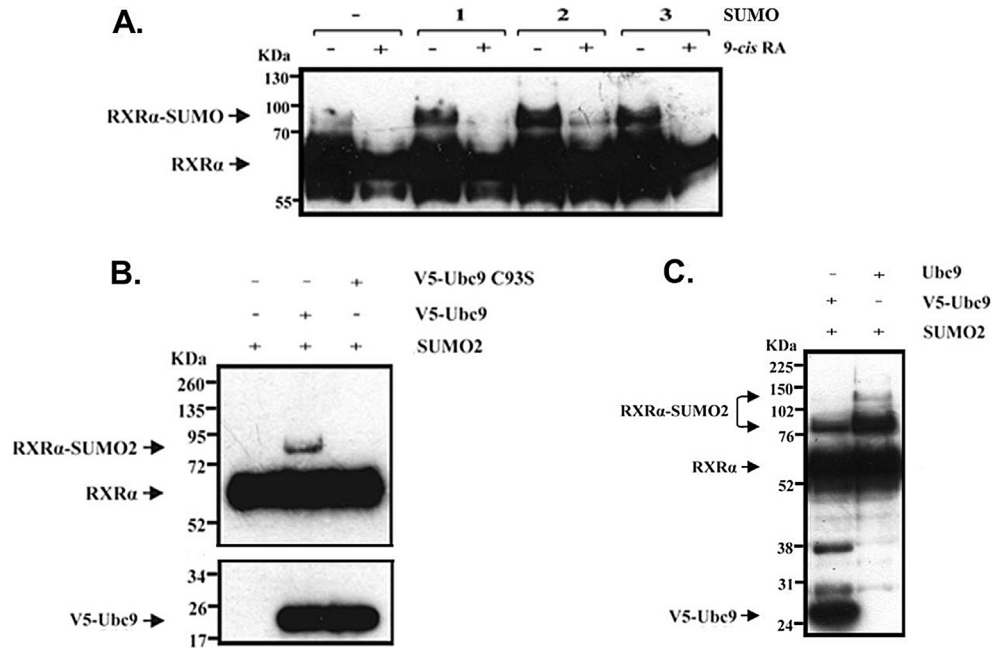 A.
- 1 2 3 SUMO
- + - + - + - + 9-cis RA
KDa
130
100
RXRα-SUMO
70
RXRα
55
B.
- - + V5-Ubc9 C93S
- + - V5-Ubc9
+ + + SUMO2
KDa
260
135
95
RXRα-SUMO2
72
RXRα
52
34
26
V5-Ubc9
17
C.
- + Ubc9
+ - V5-Ubc9
+ + SUMO2
KDa
225
150
102
RXRα-SUMO2
76
RXRα
52
38
31
V5-Ubc9
24